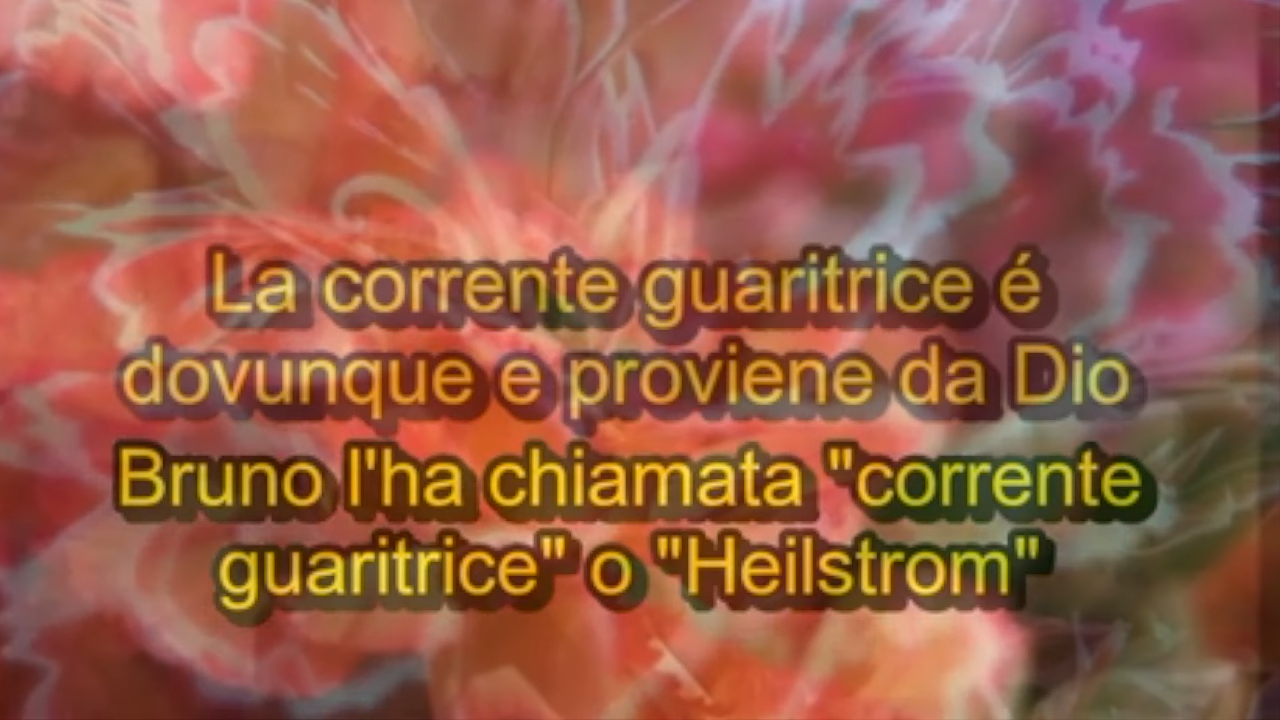 La corrente guaritrice é
dovunque e proviene da Dio
Bruno l'ha chiamata "corrente
guaritrice" o "Heilstrom"